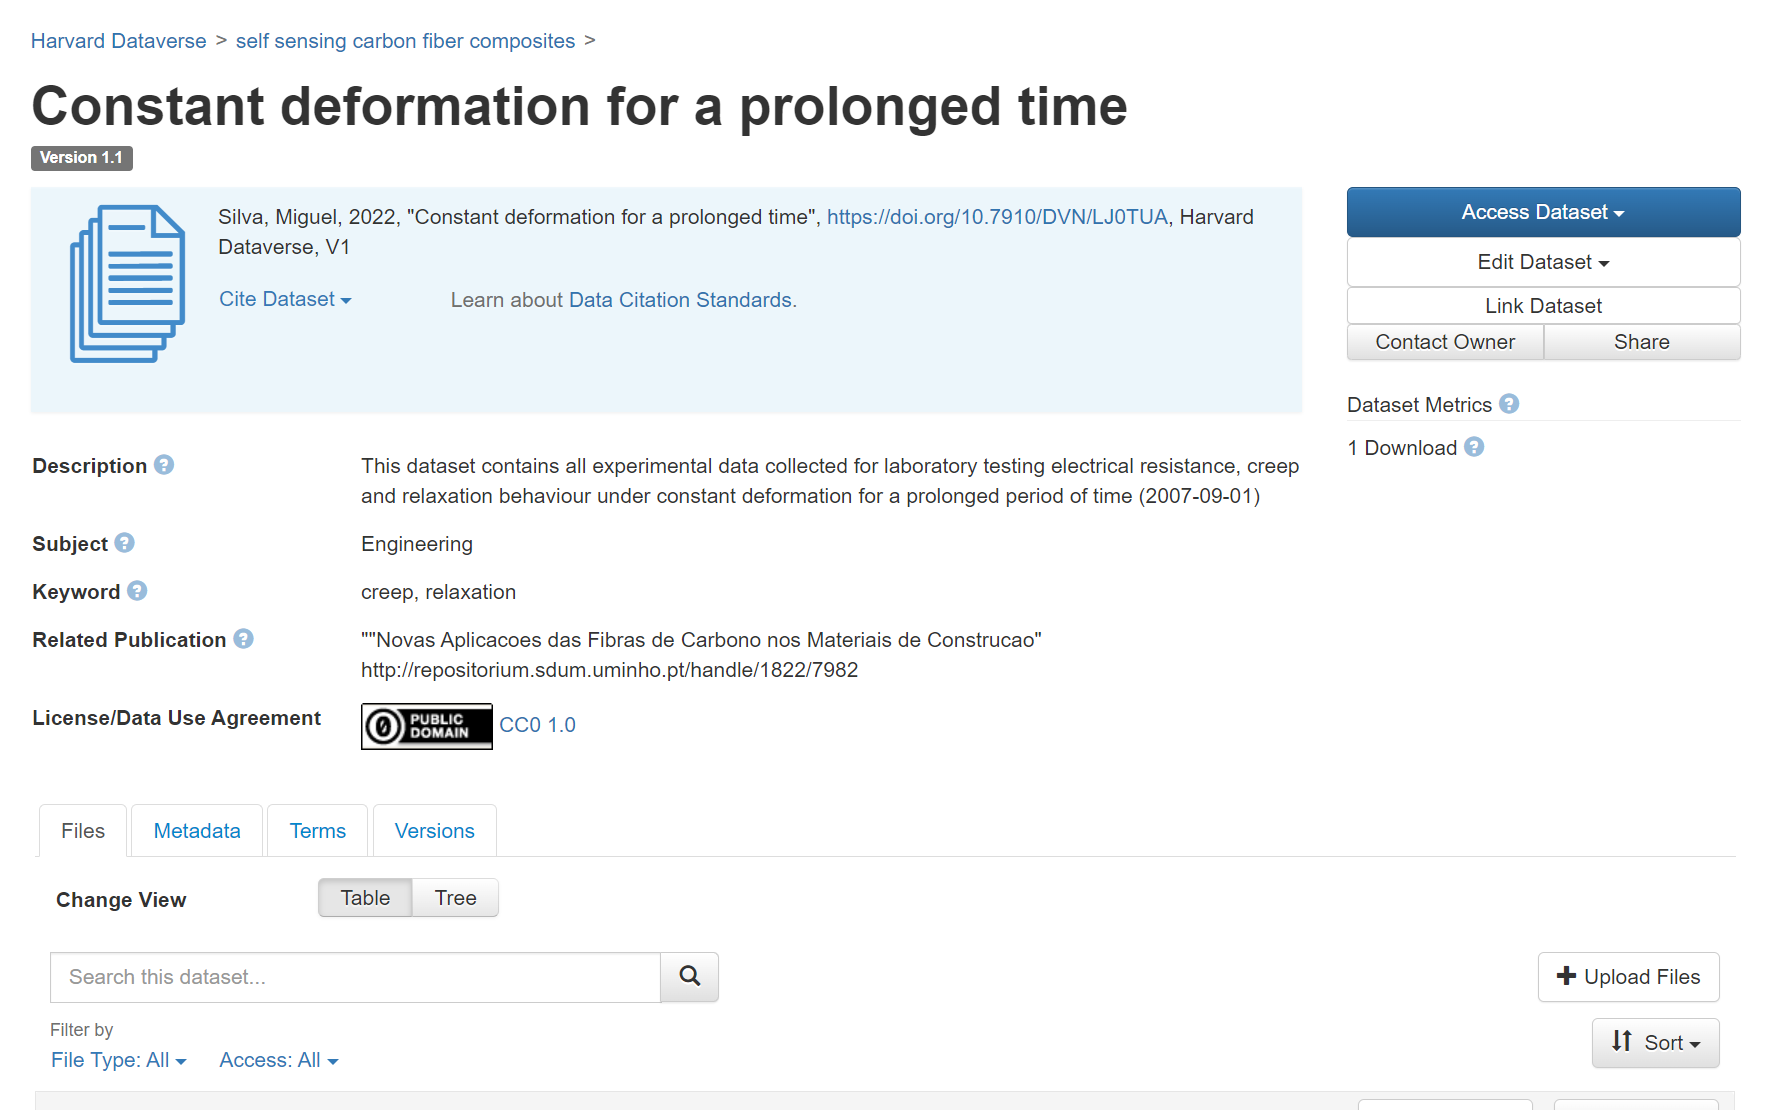 Harvard Dataverse > self sensing carbon fiber composites >
Constant deformation for a prolonged time
Version 1.1
Silva, Miguel, 2022, "Constant deformation for a prolonged time", https://doi.org/10.7910/DVN/LJ0TUA, Harvard
Dataverse, V1
Cite Dataset
Learn about Data Citation Standards.
Access Dataset
Edit Dataset
Link Dataset
Contact Owner
Share
Dataset Metrics ?
1 Download ?
Description ?
This dataset contains all experimental data collected for laboratory testing electrical resistance, creep
and relaxation behaviour under constant deformation for a prolonged period of time (2007-09-01)
Subject ?
Engineering
Keyword ?
creep, relaxation
Related Publication ?
""Novas Aplicacoes das Fibras de Carbono nos Materiais de Construcao"
http://repositorium.sdum.uminho.pt/handle/1822/7982
License/Data Use Agreement
0 PUBLIC
DOMAIN
CC0 1.0
Files
Metadata
Terms
Versions
Change View
Table
Tree
Search this dataset...
Upload Files
Filter by
File Type: All
Access: All
Sort